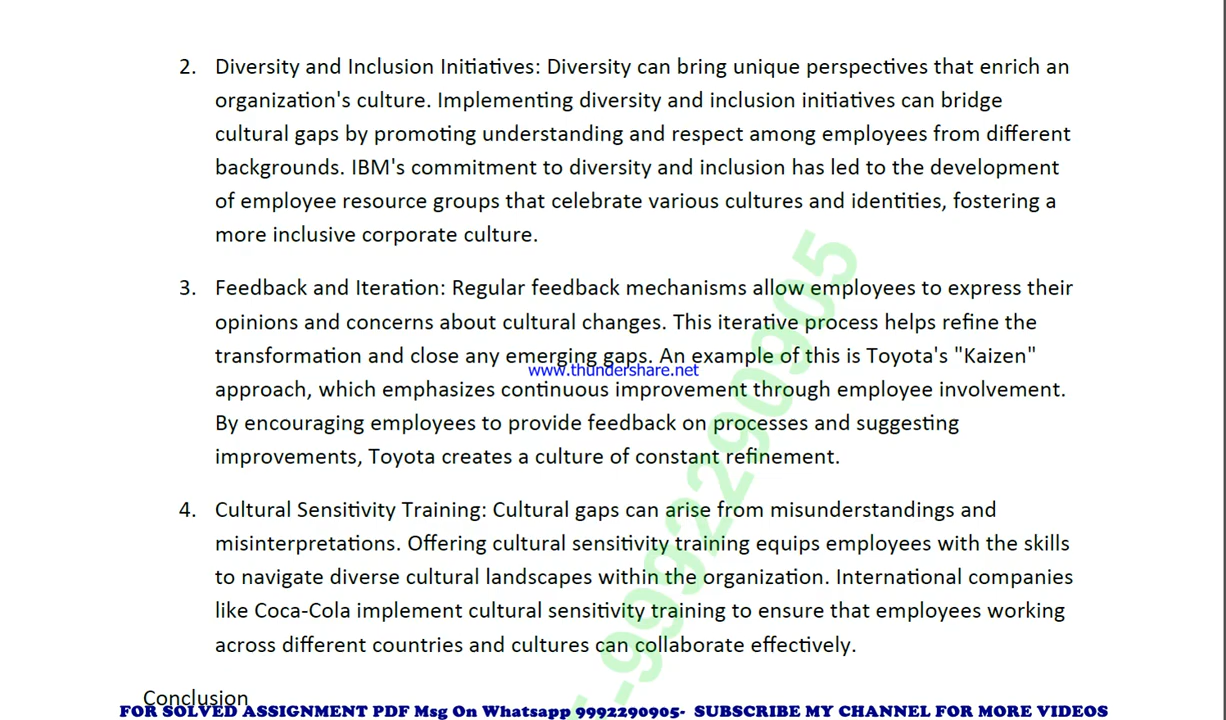 2. Diversity and Inclusion Initiatives: Diversity can bring unique perspectives that enrich an
organization's culture. Implementing diversity and inclusion initiatives can bridge
cultural gaps by promoting understanding and respect among employees from different
backgrounds. IBM's commitment to diversity and inclusion has led to the development
of employee resource groups that celebrate various cultures and identities, fostering a
more inclusive corporate culture.
3. Feedback and Iteration: Regular feedback mechanisms allow employees to express their
opinions and concerns about cultural changes. This iterative process helps refine the
transformation and close any emerging gaps. An example of this is Toyota's "Kaizen"
www.thundershare.net
approach, which emphasizes continuous improvement through employee involvement.
By encouraging employees to provide feedback on processes and suggesting
improvements, Toyota creates a culture of constant refinement.
4. Cultural Sensitivity Training: Cultural gaps can arise from misunderstandings and
misinterpretations. Offering cultural sensitivity training equips employees with the skills
to navigate diverse cultural landscapes within the organization. International companies
like Coca-Cola implement cultural sensitivity training to ensure that employees working
across different countries and cultures can collaborate effectively.
-9992290905
Conclusion
FOR SOLVED ASSIGNMENT PDF Msg On Whatsapp 9992290905- SUBSCRIBE MY CHANNEL FOR MORE VIDEOS